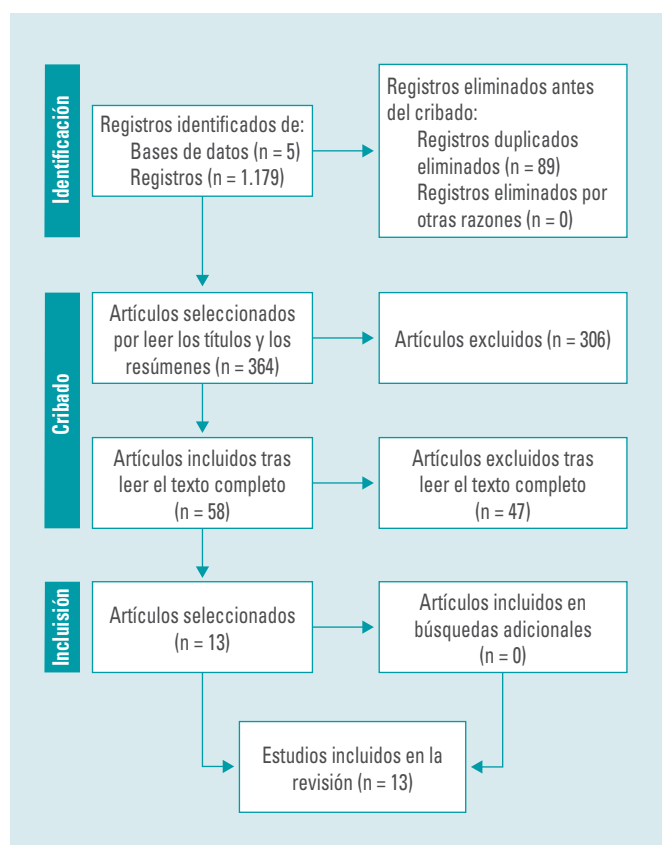 Identificación
Registros identificados de:
Bases de datos (n = 5)
Registros (n = 1.179)
Registros eliminados antes
del cribado:
Registros duplicados
eliminados (n = 89)
Registros eliminados por
otras razones (n = 0)
Cribado
Artículos seleccionados
por leer los títulos y los
resúmenes (n = 364)
Artículos excluidos (n = 306)
Artículos incluidos tras
leer el texto completo
(n = 58)
Artículos excluidos tras
leer el texto completo
(n = 47)
Incluisión
Artículos seleccionados
(n = 13)
Artículos incluidos en
búsquedas adicionales
(n = 0)
Estudios incluidos en la
revisión (n = 13)